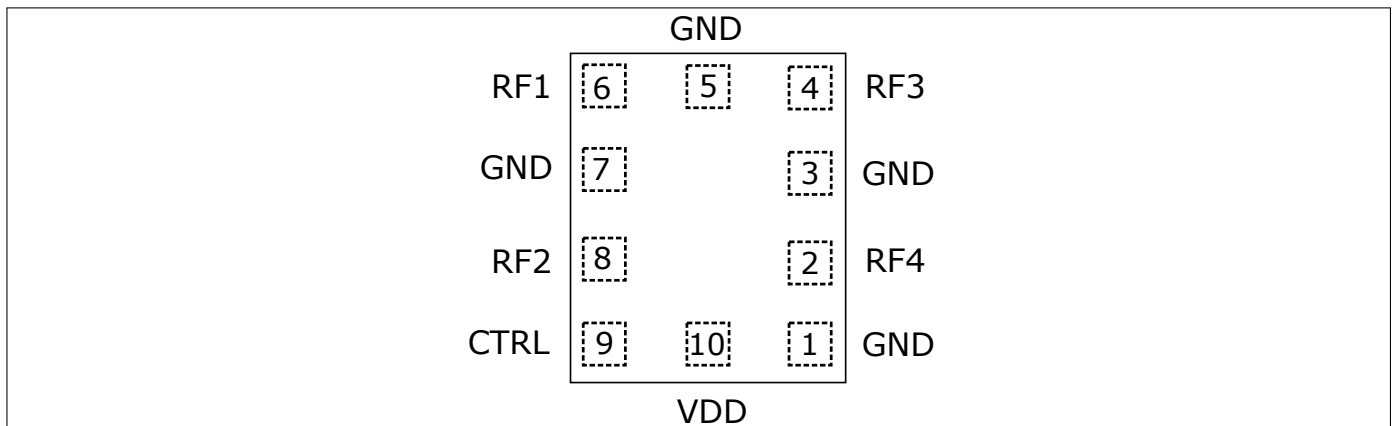 GND
RF1 6 5 4 RF3
GND 7 3 GND
RF2 8 2 RF4
CTRL 9 10 1 GND
VDD